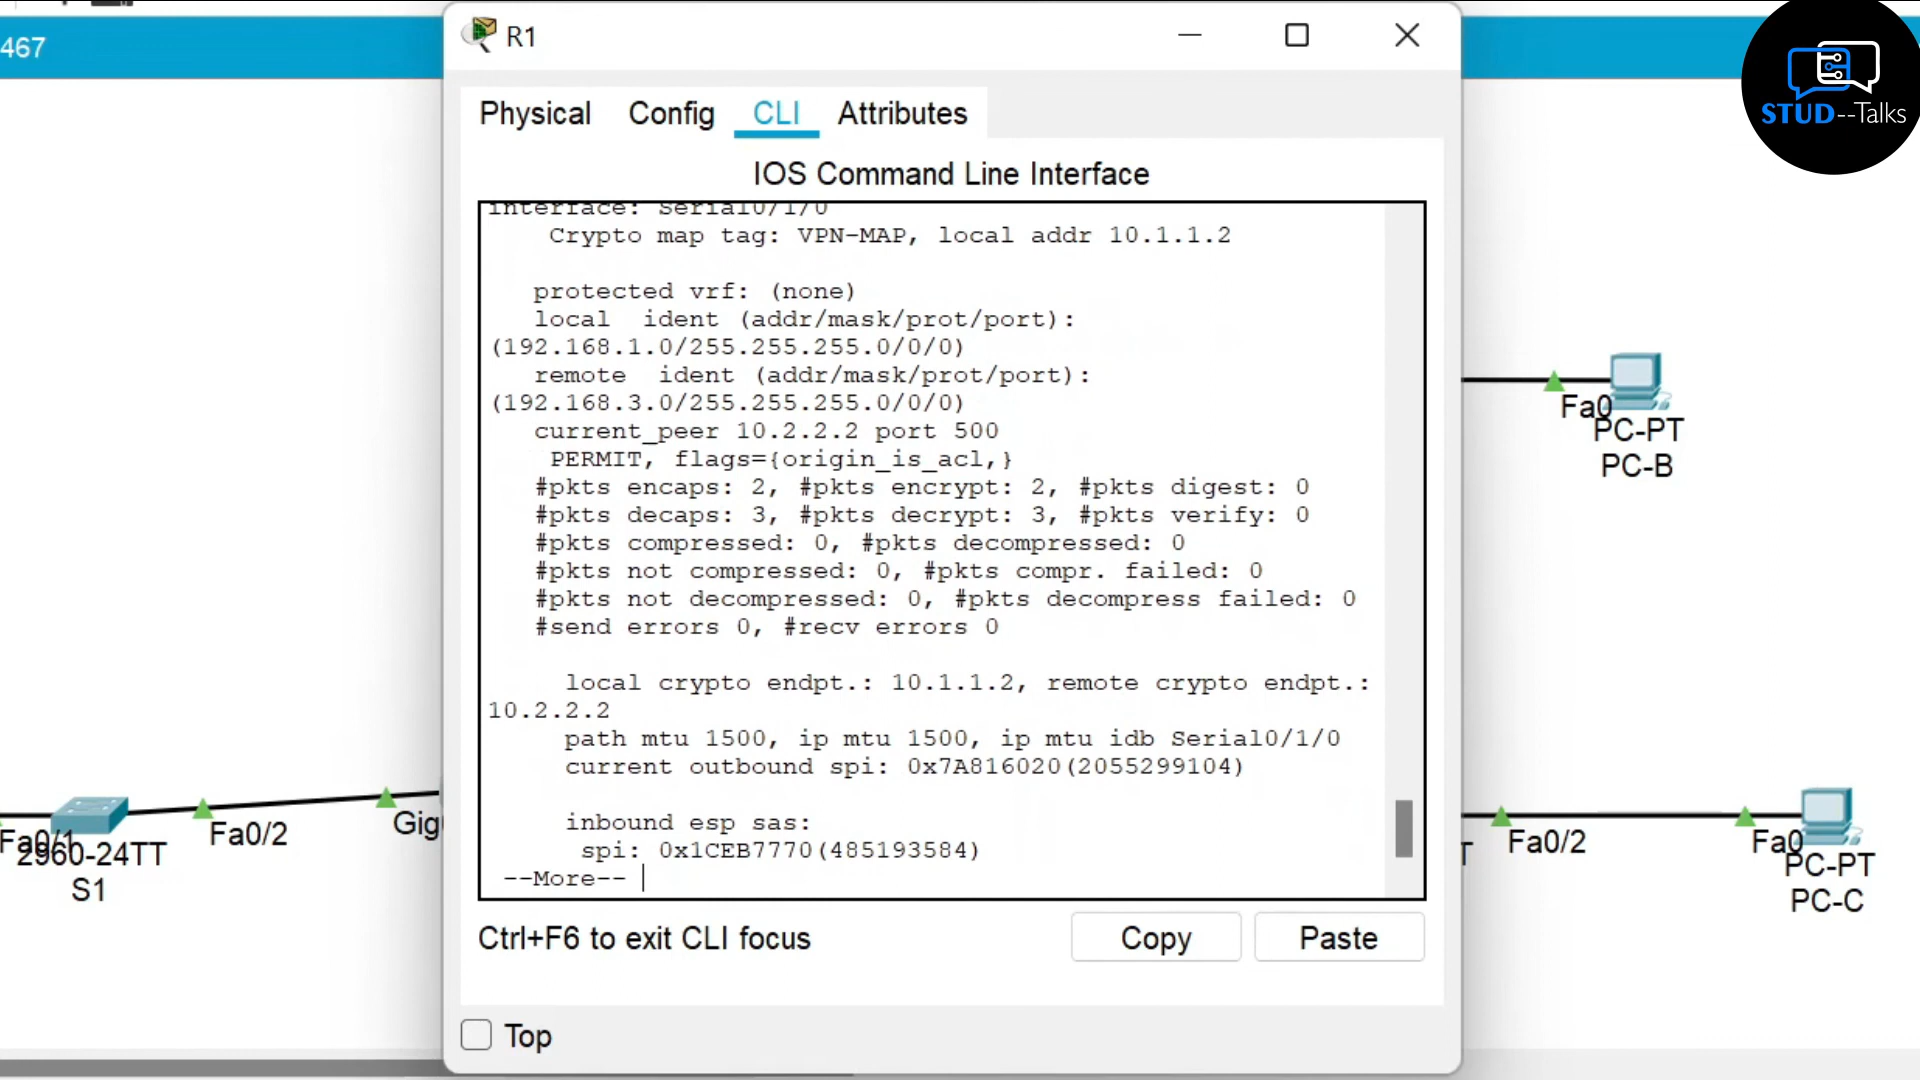 467
R1
Physical Config CLI Attributes
IOS Command Line Interface
interface: Serial0/1/0
Crypto map tag: VPN-MAP, local addr 10.1.1.2
protected vrf: (none)
local ident (addr/mask/prot/port):
(192.168.1.0/255.255.255.0/0/0)
remote ident (addr/mask/prot/port):
(192.168.3.0/255.255.255.0/0/0)
current_peer 10.2.2.2 port 500
PERMIT, flags={origin_is_acl,}
#pkts encaps: 2, #pkts encrypt: 2, #pkts digest: 0
#pkts decaps: 3, #pkts decrypt: 3, #pkts verify: 0
#pkts compressed: 0, #pkts decompressed: 0
#pkts not compressed: 0, #pkts compr. failed: 0
#pkts not decompressed: 0, #pkts decompress failed: 0
#send errors 0, #recv errors 0
local crypto endpt.: 10.1.1.2, remote crypto endpt.:
10.2.2.2
path mtu 1500, ip mtu 1500, ip mtu idb Serial0/1/0
current outbound spi: 0x7A816020(2055299104)
inbound esp sas:
spi: 0x1CEB7770(485193584)
--More--
Ctrl+F6 to exit CLI focus
Copy Paste
Top
STUD--Talks
Fa0
PC-PT
PC-B
Fa0/1
2960-24TT
S1
Fa0/2
Gig
Fa0/2
Fa0
PC-PT
PC-C